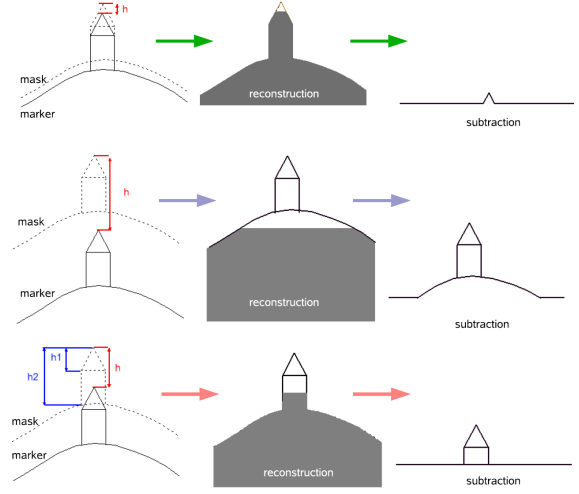 h
mask
marker
reconstruction
subtraction
h
mask
marker
reconstruction
subtraction
h1
h
h2
mask
marker
reconstruction
subtraction